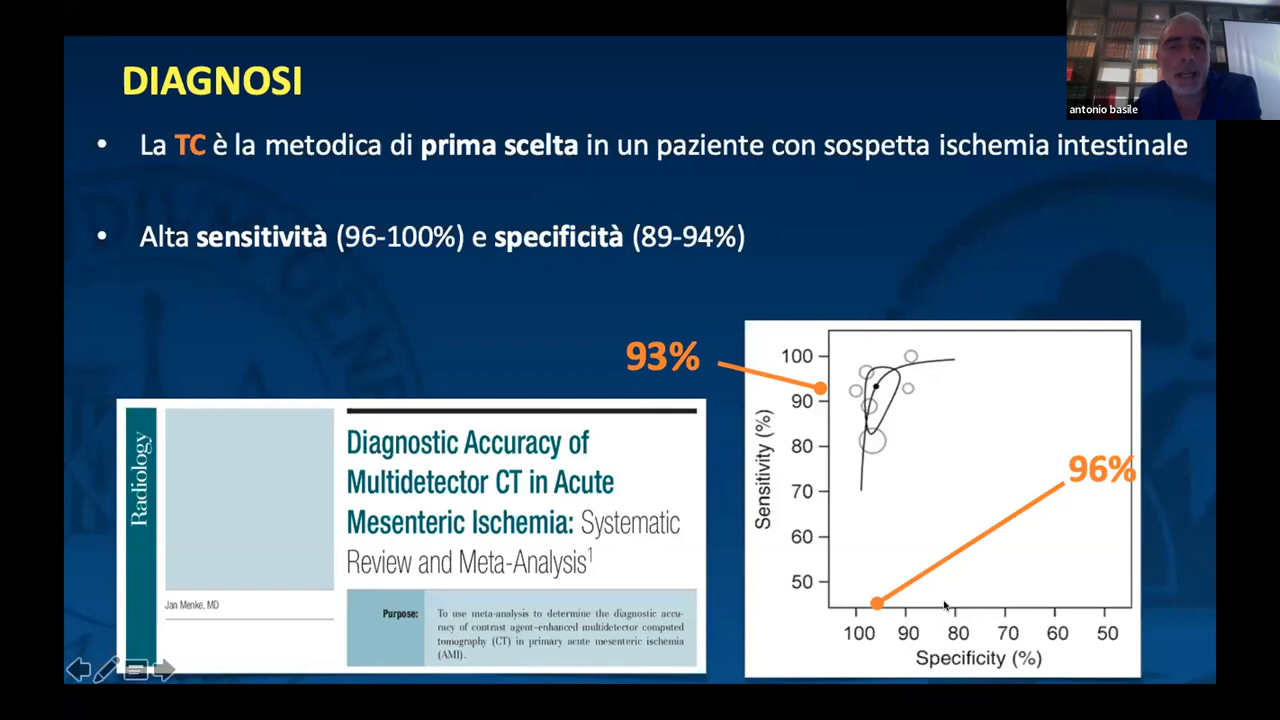 antonio basile
DIAGNOSI
• La TC è la metodica di prima scelta in un paziente con sospetta ischemia intestinale
• Alta sensitività (96-100%) e specificità (89-94%)
93%
96%
Radiology
Jan Menke, MD
Diagnostic Accuracy of
Multidetector CT in Acute
Mesenteric Ischemia: Systematic
Review and Meta-Analysis¹
Purpose:
To use meta-analysis to determine the diagnostic accu-
racy of contrast agent–enhanced multidetector computed
tomography (CT) in primary acute mesenteric ischemia
(AMI).
Sensitivity (%)
100
90
80
70
60
50
100 90 80 70 60 50
Specificity (%)